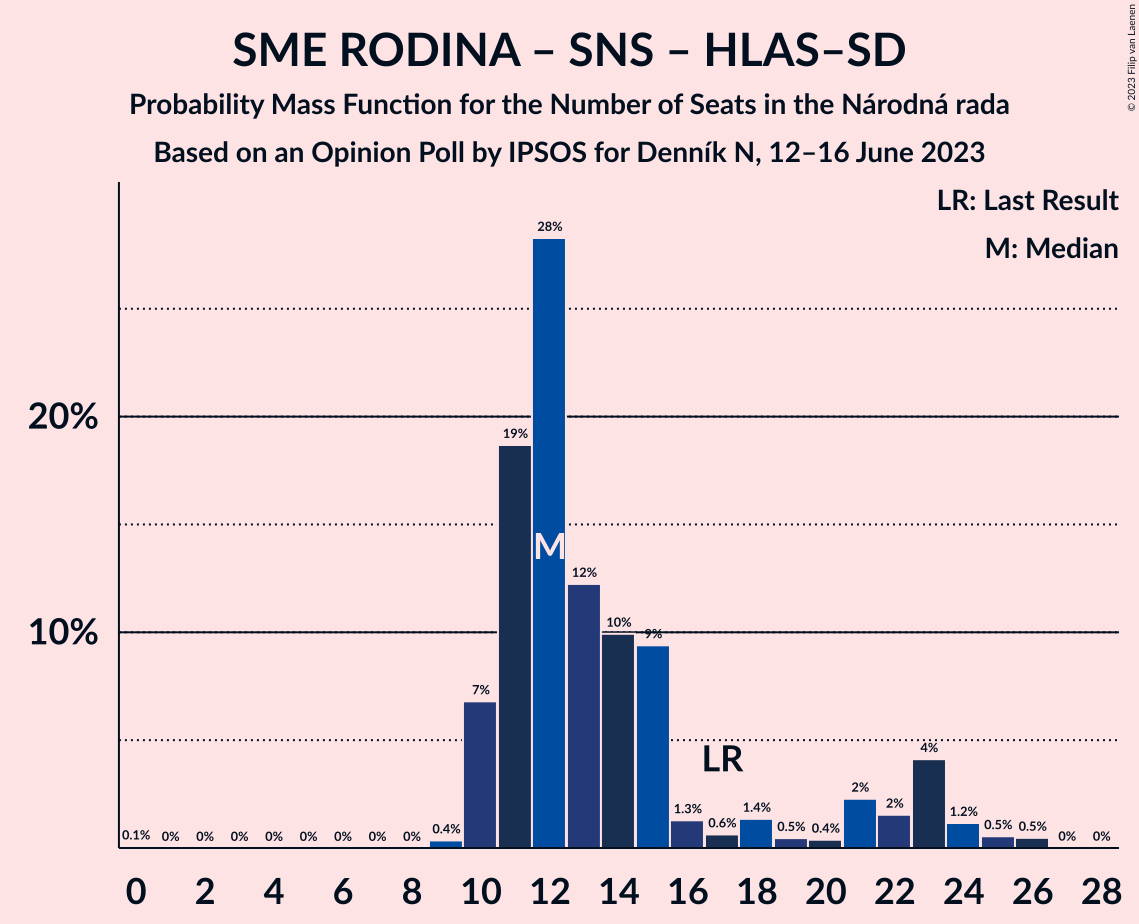 SME RODINA – SNS – HLAS–SD
Probability Mass Function for the Number of Seats in the Národná rada
Based on an Opinion Poll by IPSOS for Denník N, 12–16 June 2023
© 2023 Filip van Laenen
LR: Last Result
M: Median
28%
20%
19%
M
12%
10%
10%
9%
7%
LR
4%
0.1% 0% 0% 0% 0% 0% 0% 0% 0% 0.4% 1.3% 0.6% 1.4% 0.5% 0.4% 2% 2% 1.2% 0.5% 0.5% 0% 0%
0 2 4 6 8 10 12 14 16 18 20 22 24 26 28